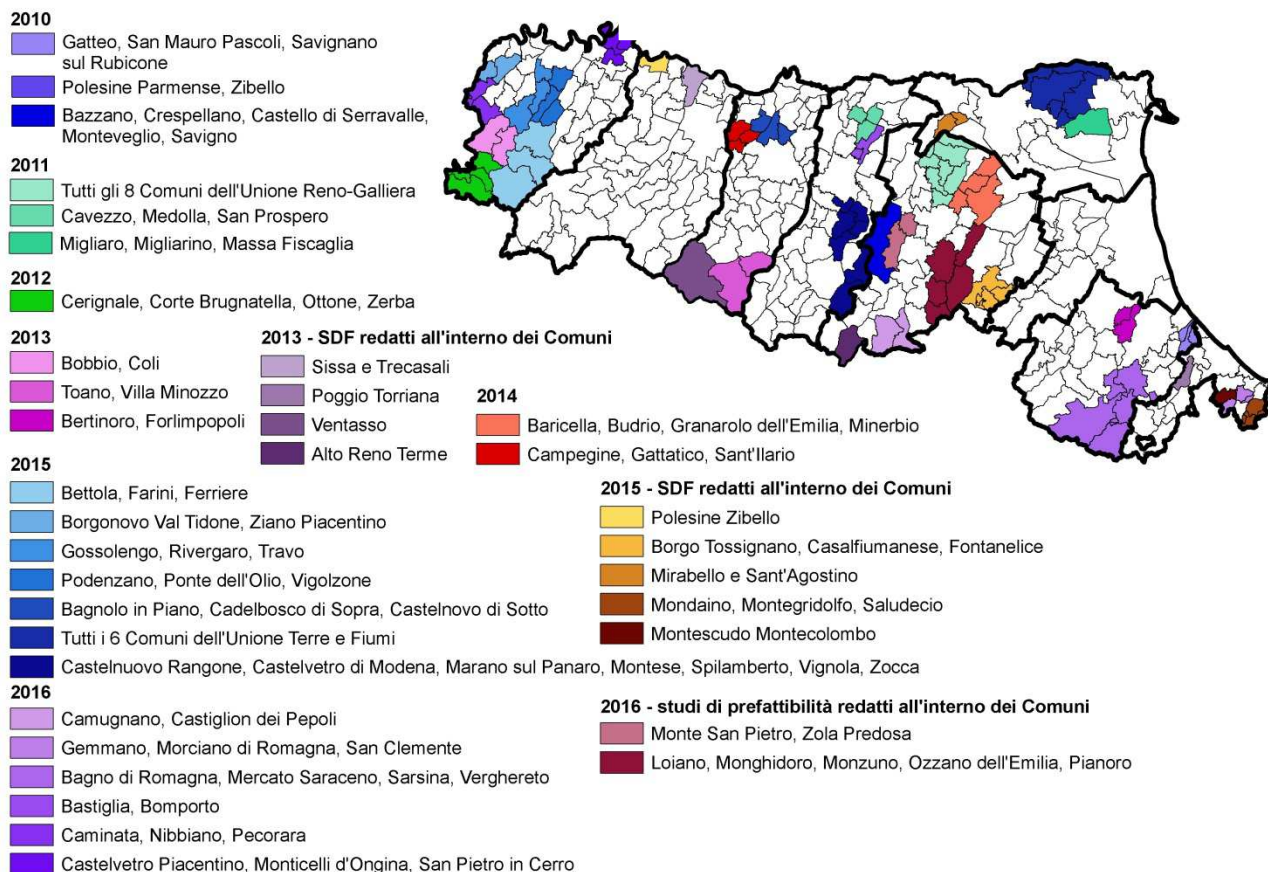 2010
Gatteo, San Mauro Pascoli, Savignano
sul Rubicone
Polesine Parmense, Zibello
Bazzano, Crespellano, Castello di Serravalle,
Monteveglio, Savigno
2011
Tutti gli 8 Comuni dell'Unione Reno-Galliera
Cavezzo, Medolla, San Prospero
Migliaro, Migliarino, Massa Fiscaglia
2012
Cerignale, Corte Brugnatella, Ottone, Zerba
2013
Bobbio, Coli
Toano, Villa Minozzo
Bertinoro, Forlimpopoli
2013 - SDF redatti all'interno dei Comuni
Sissa e Trecasali
Poggio Torriana
Ventasso
Alto Reno Terme
2014
Baricella, Budrio, Granarolo dell'Emilia, Minerbio
Campegine, Gattatico, Sant'Ilario
2015
Bettola, Farini, Ferriere
Borgonovo Val Tidone, Ziano Piacentino
Gossolengo, Rivergaro, Travo
Podenzano, Ponte dell'Olio, Vigolzone
Bagnolo in Piano, Cadelbosco di Sopra, Castelnovo di Sotto
Tutti i 6 Comuni dell'Unione Terre e Fiumi
Castelnuovo Rangone, Castelvetro di Modena, Marano sul Panaro, Montese, Spilamberto, Vignola, Zocca
2015 - SDF redatti all'interno dei Comuni
Polesine Zibello
Borgo Tossignano, Casalfiumanese, Fontanelice
Mirabello e Sant'Agostino
Mondaino, Montegridolfo, Saludecio
Montescudo Montecolombo
2016
Camugnano, Castiglion dei Pepoli
Gemmano, Morciano di Romagna, San Clemente
Bagno di Romagna, Mercato Saraceno, Sarsina, Verghereto
Bastiglia, Bomporto
Caminata, Nibbiano, Pecorara
Castelvetro Piacentino, Monticelli d'Ongina, San Pietro in Cerro
2016 - studi di prefattibilità redatti all'interno dei Comuni
Monte San Pietro, Zola Predosa
Loiano, Monghidoro, Monzuno, Ozzano dell'Emilia, Pianoro